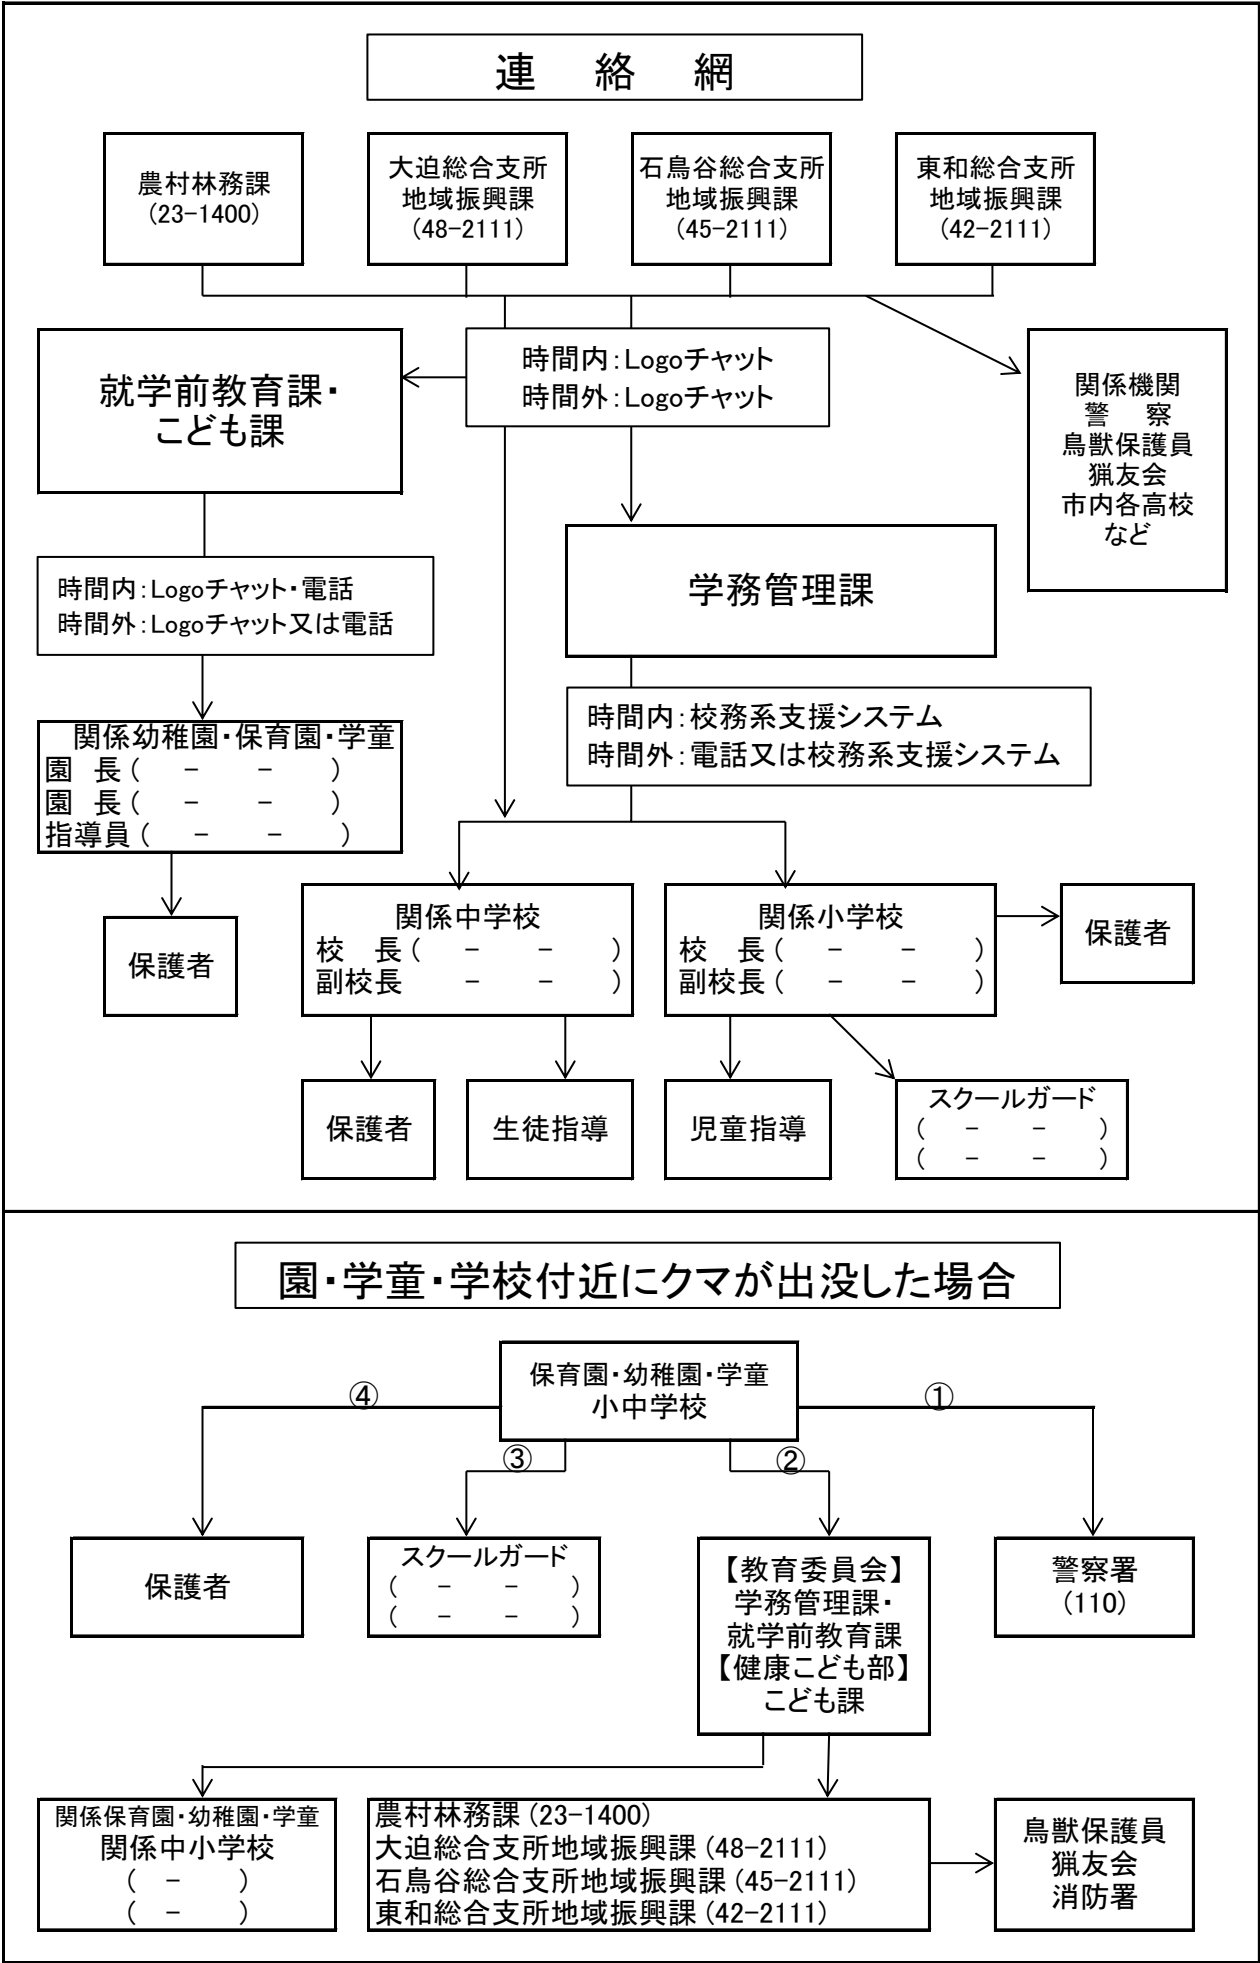 連　絡　網
農村林務課
(23-1400)
大迫総合支所
地域振興課
(48-2111)
石鳥谷総合支所
地域振興課
(45-2111)
東和総合支所
地域振興課
(42-2111)
就学前教育課・
こども課
時間内：Logoチャット
時間外：Logoチャット
関係機関
警　察
鳥獣保護員
猟友会
市内各高校
など
時間内：Logoチャット・電話
時間外：Logoチャット又は電話
学務管理課
時間内：校務系支援システム
時間外：電話又は校務系支援システム
関係幼稚園・保育園・学童
園　長（　－　－　）
園　長（　－　－　）
指導員（　－　－　）
保護者
関係中学校
校　長（　－　－　）
副校長　－　－　）
関係小学校
校　長（　－　－　）
副校長（　－　－　）
保護者
保護者
生徒指導
児童指導
スクールガード
（　－　－　）
（　－　－　）
園・学童・学校付近にクマが出没した場合
保育園・幼稚園・学童
小中学校
④
①
③
②
保護者
スクールガード
（　－　－　）
（　－　－　）
【教育委員会】
学務管理課・
就学前教育課
【健康こども部】
こども課
警察署
(110)
関係保育園・幼稚園・学童
関係中小学校
（　－　）
（　－　）
農村林務課(23-1400)
大迫総合支所地域振興課(48-2111)
石鳥谷総合支所地域振興課(45-2111)
東和総合支所地域振興課(42-2111)
鳥獣保護員
猟友会
消防署